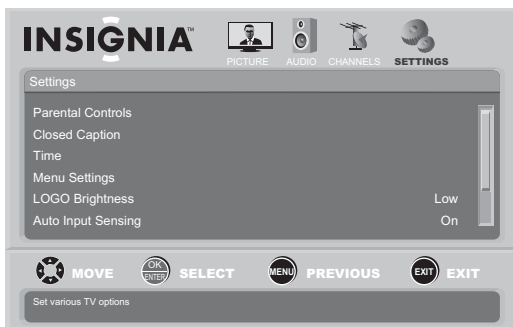 INSIGNIA™
PICTURE AUDIO CHANNELS SETTINGS
Settings
Parental Controls
Closed Caption
Time
Menu Settings
LOGO Brightness Low
Auto Input Sensing On
MOVE OK ENTER SELECT MENU PREVIOUS EXIT EXIT
Set various TV options